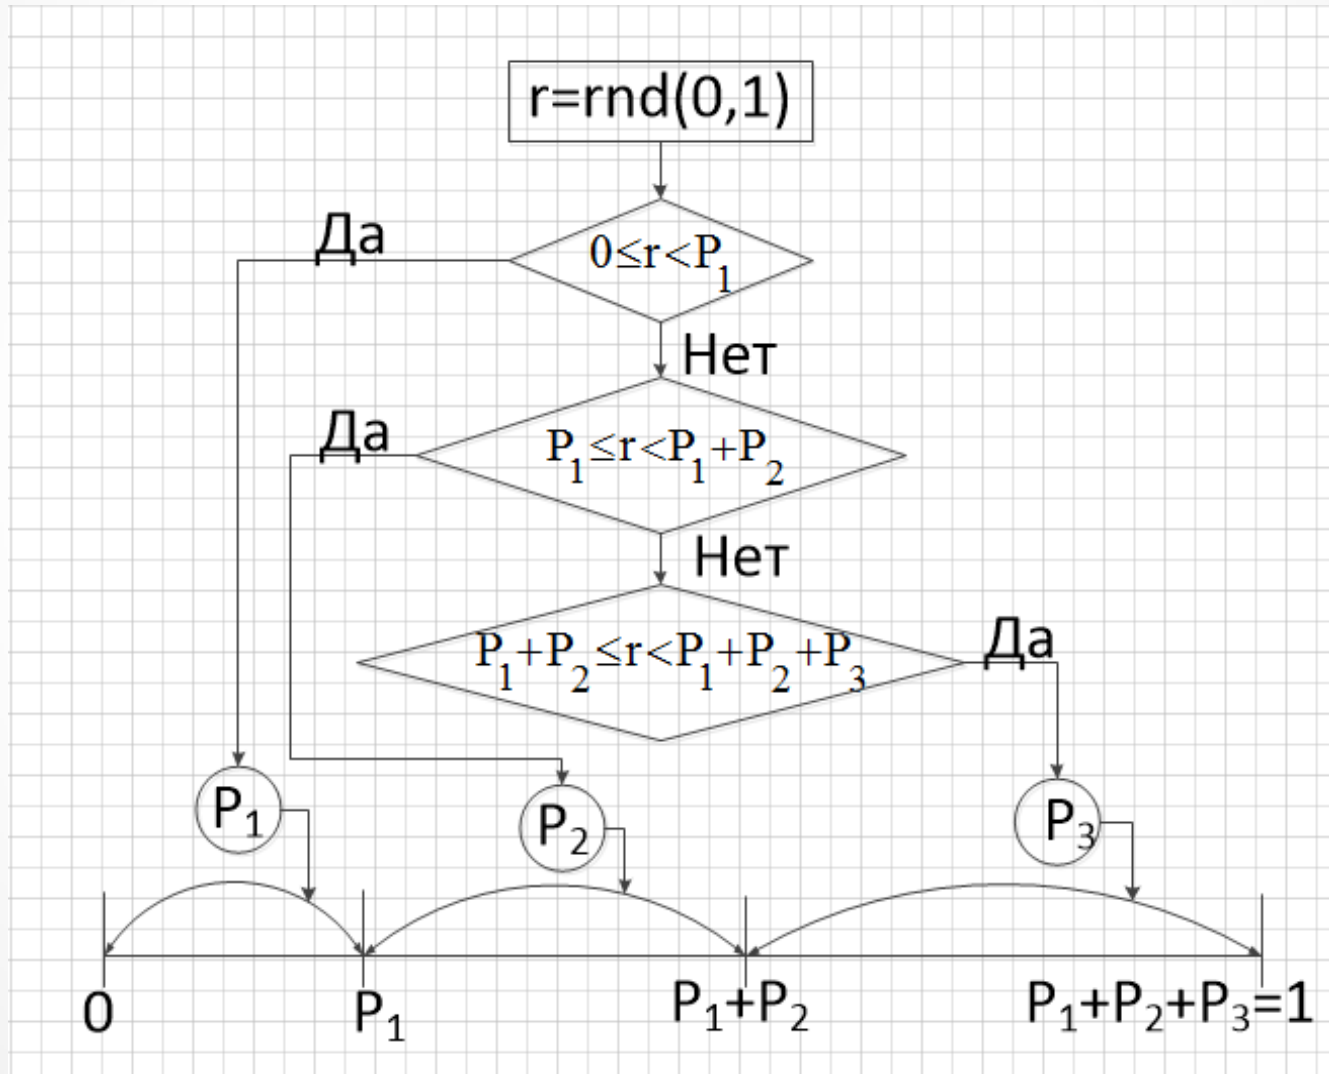 r=rnd(0,1)
Да
0≤r<P₁
Нет
Да
P₁≤r<P₁+P₂
Нет
P₁+P₂≤r<P₁+P₂+P₃
Да
P₁
P₂
P₃
0
P₁
P₁+P₂
P₁+P₂+P₃=1